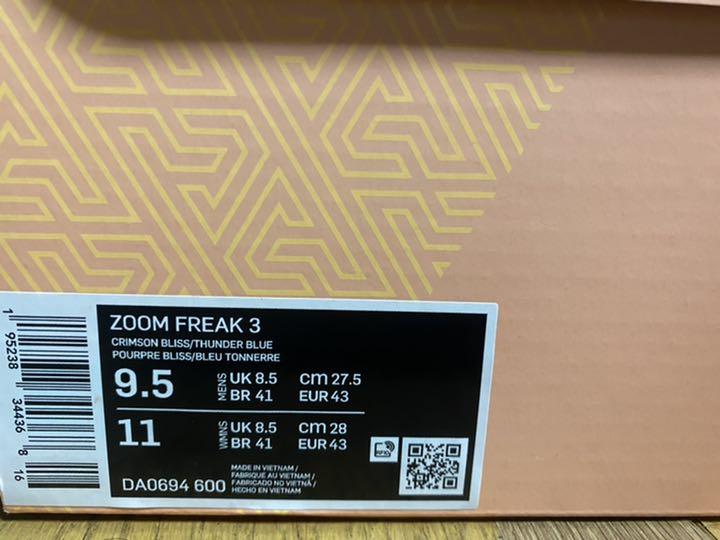 ZOOM FREAK 3
CRIMSON BLISS/THUNDER BLUE
POURPRE BLISS/BLEU TONNERRE
9.5 MENS UK 8.5 cm 27.5
BR 41 EUR 43
11 WMNS UK 8.5 cm 28
BR 41 EUR 43
RFID
DA0694 600
MADE IN VIETNAM/
FABRIQUÉ AU VIETNAM/
FABRICADO NO VIETNÃ/
HECHO EN VIETNAM
1 95238 34436 8 16